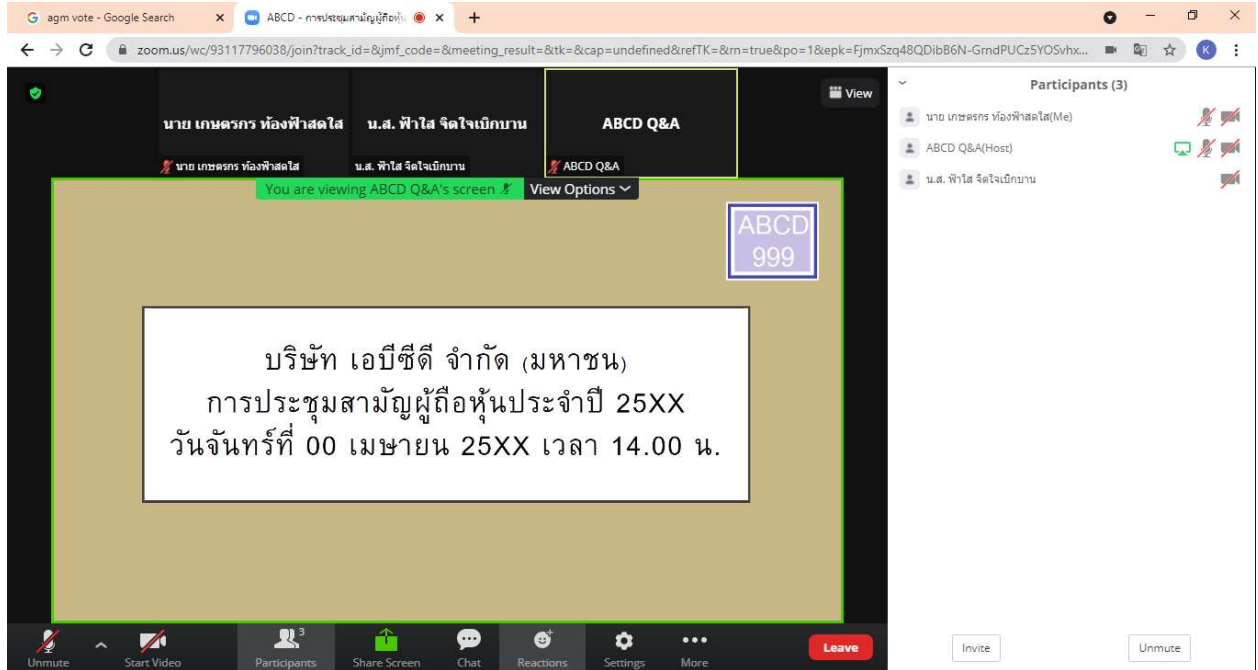 agm vote - Google Search
ABCD - การประชุมสามัญผู้ถือหุ้น
zoom.us/wc/93117796038/join?track_id=&jmf_code=&meeting_result=&tk=&cap=undefined&refTK=&rn=true&po=1&epk=FjmxSzq48QDibB6N-GrndPUCz5YOSvhx...
K
นาย เกษตรกร ท้องฟ้าสดใส
น.ส. ฟ้าใส จิตใจเบิกบาน
ABCD Q&A
View
นาย เกษตรกร ท้องฟ้าสดใส
น.ส. ฟ้าใส จิตใจเบิกบาน
ABCD Q&A
You are viewing ABCD Q&A's screen
View Options
ABCD
999
บริษัท เอบีซีดี จำกัด (มหาชน)
การประชุมสามัญผู้ถือหุ้นประจำปี 25XX
วันจันทร์ที่ 00 เมษายน 25XX เวลา 14.00 น.
Unmute
Start Video
3
Participants
Share Screen
Chat
Reactions
Settings
More
Leave
Participants (3)
นาย เกษตรกร ท้องฟ้าสดใส(Me)
ABCD Q&A(Host)
น.ส. ฟ้าใส จิตใจเบิกบาน
Invite
Unmute